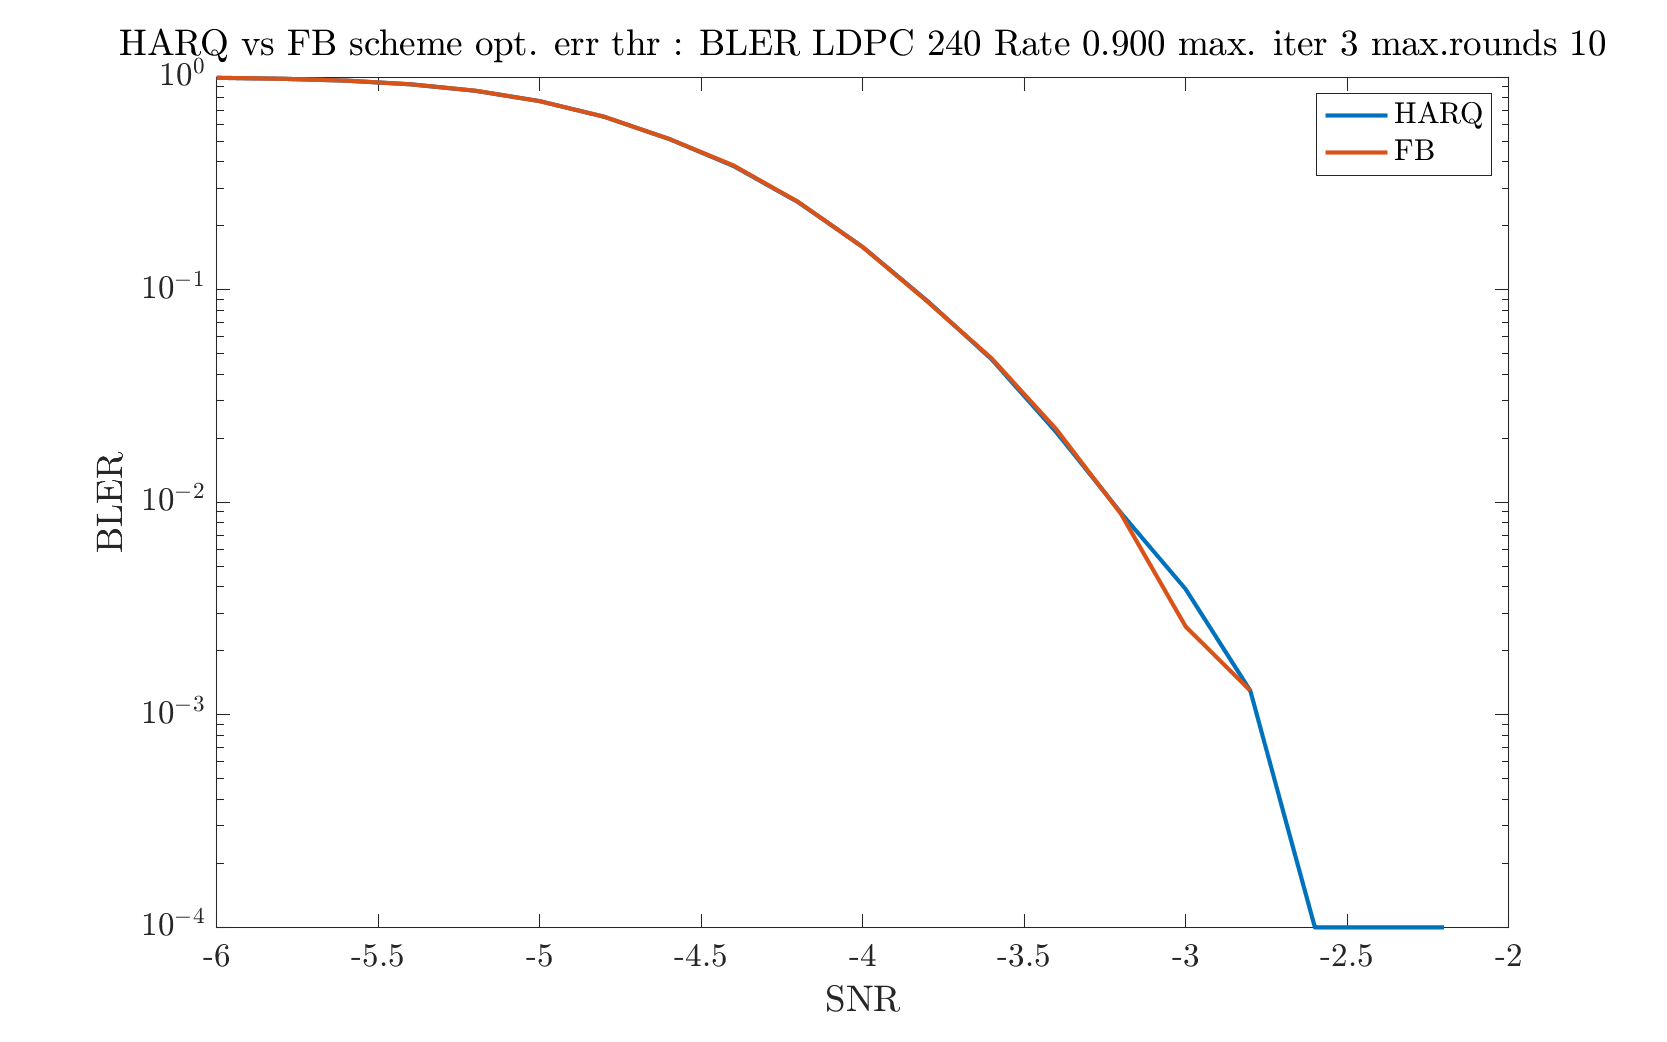 HARQ vs FB scheme opt. err thr : BLER LDPC 240 Rate 0.900 max. iter 3 max.rounds 10
10^0
HARQ
FB
10^{-1}
10^{-2}
10^{-3}
10^{-4}
BLER
-6 -5.5 -5 -4.5 -4 -3.5 -3 -2.5 -2
SNR